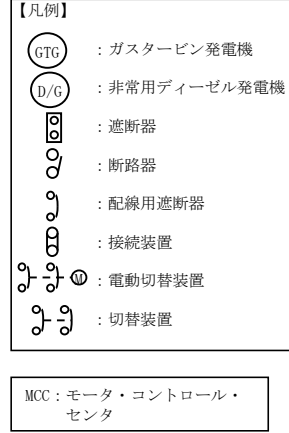 【凡例】
GTG ：ガスタービン発電機
D/G ：非常用ディーゼル発電機
：遮断器
：断路器
：配線用遮断器
：接続装置
M ：電動切替装置
：切替装置
MCC：モータ・コントロール・
センタ